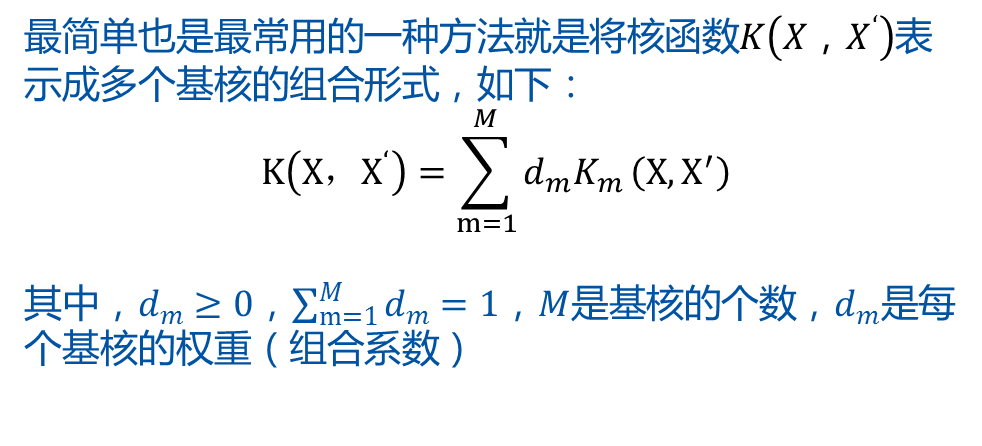 最简单也是最常用的一种方法就是将核函数K(X，X‘)表
示成多个基核的组合形式，如下：
K(X，X‘) = ∑_{m=1}^{M} d_m K_m (X, X′)
其中，d_m ≥ 0，∑_{m=1}^{M} d_m = 1，M是基核的个数，d_m是每
个基核的权重（组合系数）